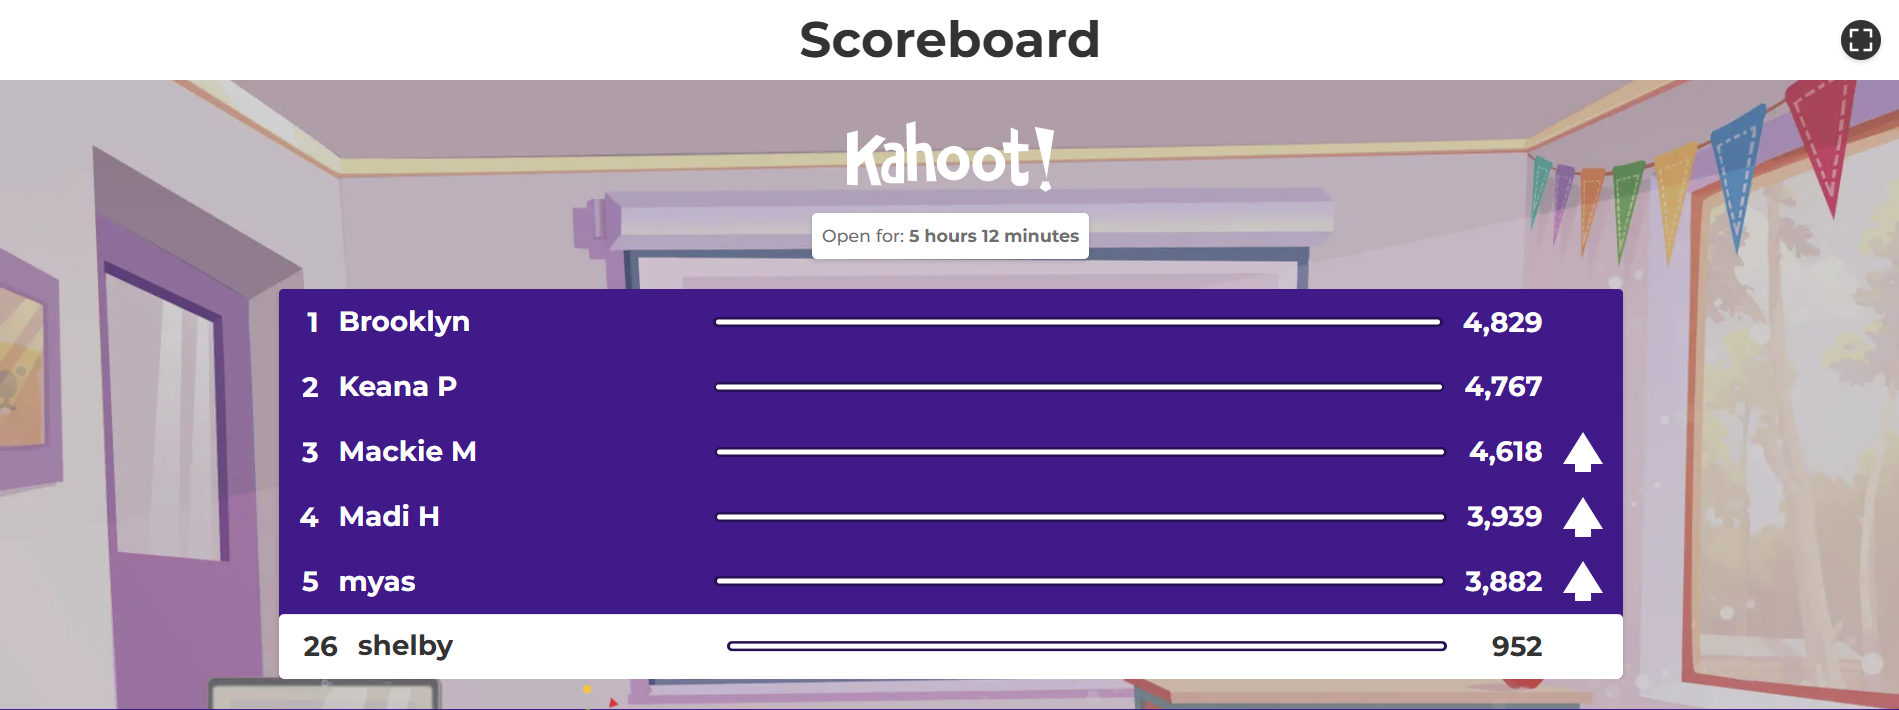 Scoreboard
Kahoot!
Open for: 5 hours 12 minutes
1 Brooklyn 4,829
2 Keana P 4,767
3 Mackie M 4,618
4 Madi H 3,939
5 myas 3,882
26 shelby 952